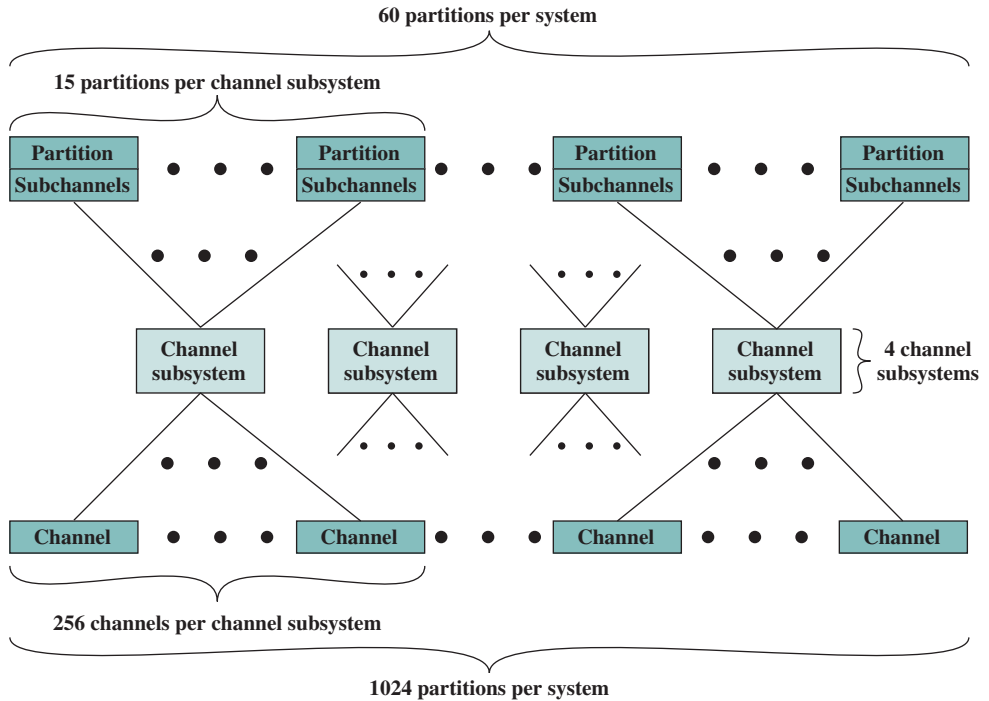 60 partitions per system
15 partitions per channel subsystem
Partition
Subchannels
Partition
Subchannels
Partition
Subchannels
Partition
Subchannels
Channel
subsystem
Channel
subsystem
Channel
subsystem
Channel
subsystem
4 channel
subsystems
Channel
Channel
Channel
Channel
256 channels per channel subsystem
1024 partitions per system